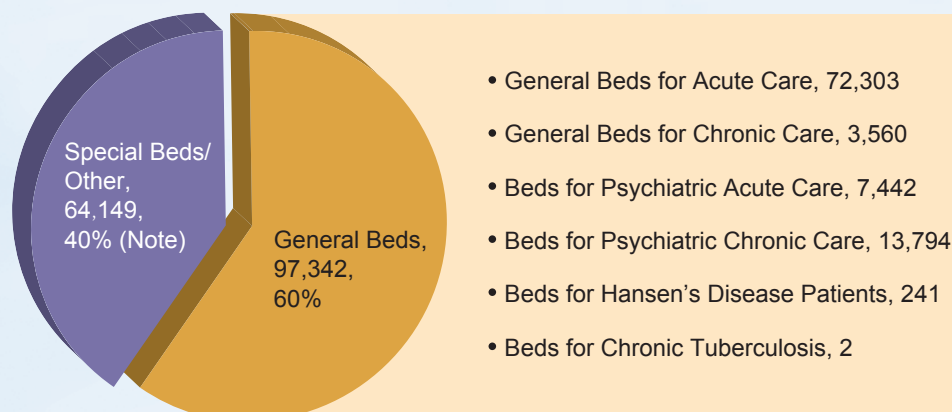 Special Beds/
Other,
64,149,
40% (Note)
General Beds,
97,342,
60%
• General Beds for Acute Care, 72,303
• General Beds for Chronic Care, 3,560
• Beds for Psychiatric Acute Care, 7,442
• Beds for Psychiatric Chronic Care, 13,794
• Beds for Hansen’s Disease Patients, 241
• Beds for Chronic Tuberculosis, 2